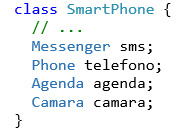 class SmartPhone {
// ...
Messenger sms;
Phone telefono;
Agenda agenda;
Camara camara;
}